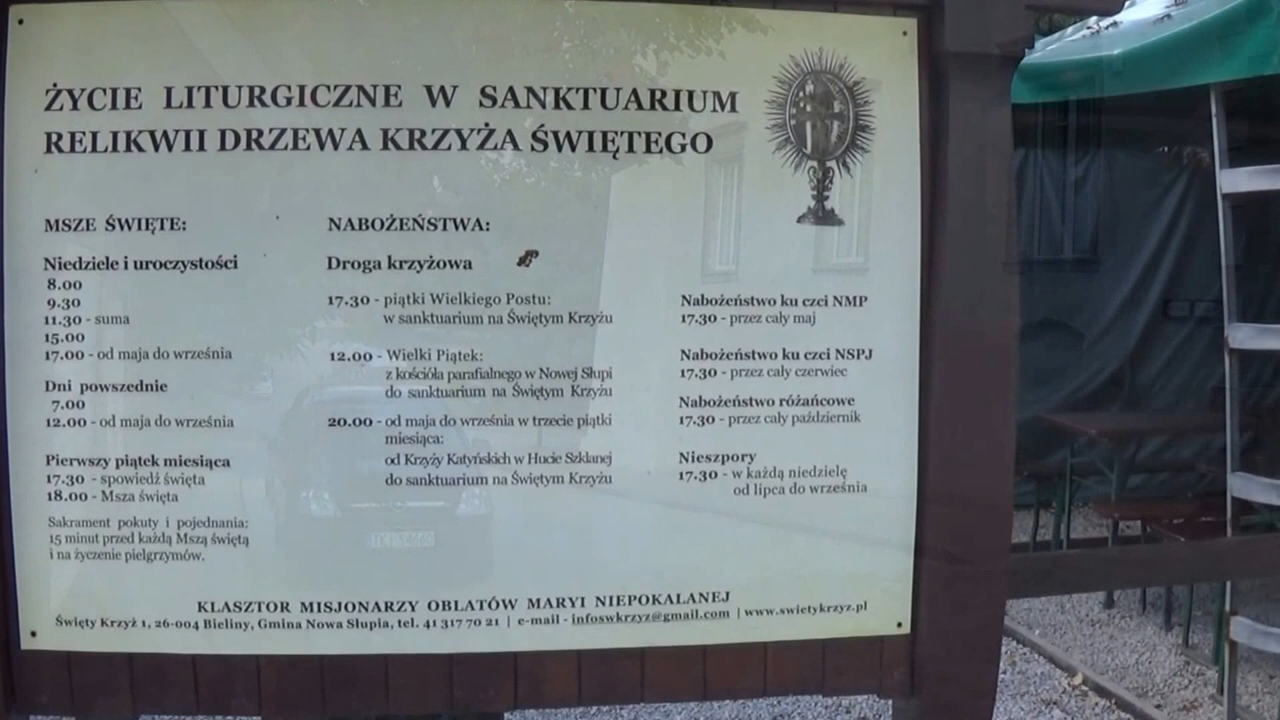 ŻYCIE LITURGICZNE W SANKTUARIUM
RELIKWII DRZEWA KRZYŻA ŚWIĘTEGO
MSZE ŚWIĘTE:
Niedziele i uroczystości
8.00
9.30
11.30 - suma
15.00
17.00 - od maja do września
Dni powszednie
7.00
12.00 - od maja do września
Pierwszy piątek miesiąca
17.30 - spowiedź święta
18.00 - Msza święta
Sakrament pokuty i pojednania:
15 minut przed każdą Mszą świętą
i na życzenie pielgrzymów.
NABOŻEŃSTWA:
Droga krzyżowa
17.30 - piątki Wielkiego Postu:
w sanktuarium na Świętym Krzyżu
12.00 - Wielki Piątek:
z kościoła parafialnego w Nowej Słupi
do sanktuarium na Świętym Krzyżu
20.00 - od maja do września w trzecie piątki
miesiąca:
od Krzyży Katyńskich w Hucie Szklanej
do sanktuarium na Świętym Krzyżu
Nabożeństwo ku czci NMP
17.30 - przez cały maj
Nabożeństwo ku czci NSPJ
17.30 - przez cały czerwiec
Nabożeństwo różańcowe
17.30 - przez cały październik
Nieszpory
17.30 - w każdą niedzielę
od lipca do września
KLASZTOR MISJONARZY OBLATÓW MARYI NIEPOKALANEJ
Święty Krzyż 1, 26-004 Bieliny, Gmina Nowa Słupia, tel. 41 317 70 21 | e-mail - infoswkrzyz@gmail.com | www.swietykrzyz.pl